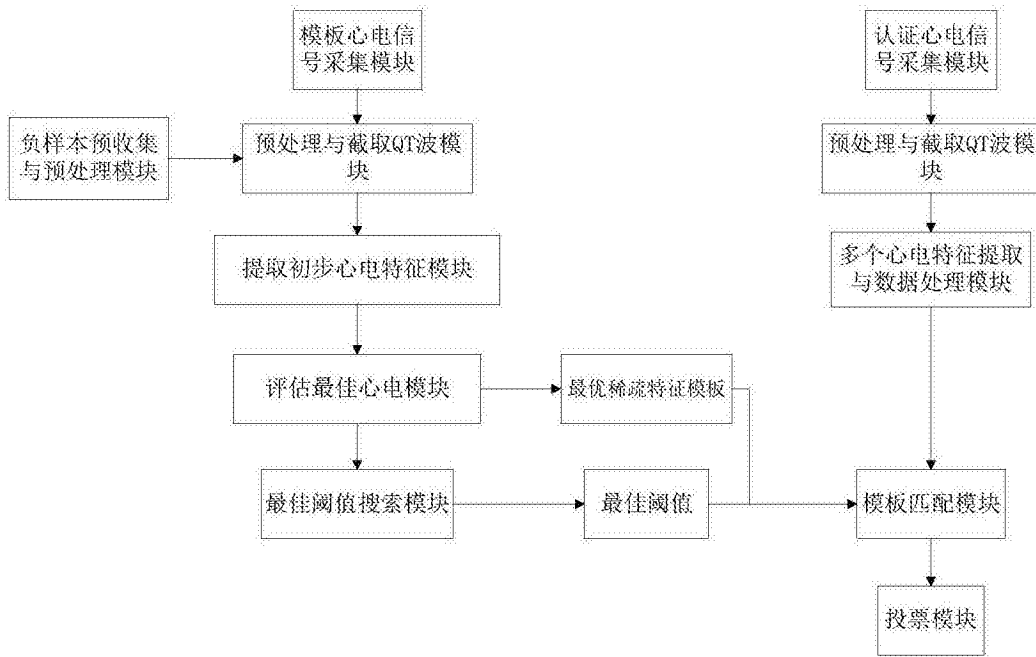 模板心电信
号采集模块
认证心电信
号采集模块
负样本预收集
与预处理模块
预处理与截取QT波模
块
预处理与截取QT波模
块
提取初步心电特征模块
多个心电特征提取
与数据处理模块
评估最佳心电模块
最优稀疏特征模板
最佳阈值搜索模块
最佳阈值
模板匹配模块
投票模块